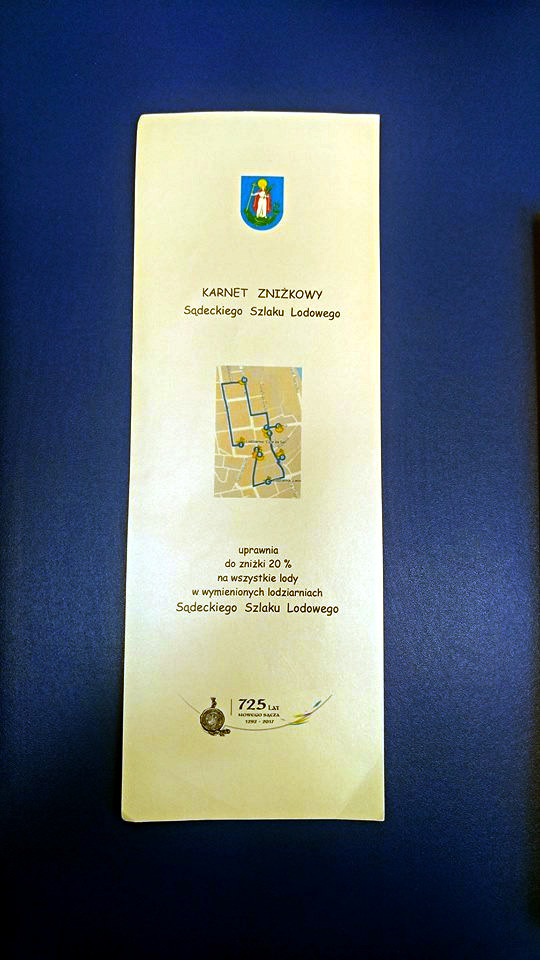 KARNET ZNIŻKOWY
Sądeckiego Szlaku Lodowego
uprawnia
do zniżki 20 %
na wszystkie lody
w wymienionych lodziarniach
Sądeckiego Szlaku Lodowego
725 LAT
NOWEGO SĄCZA
1292 - 2017